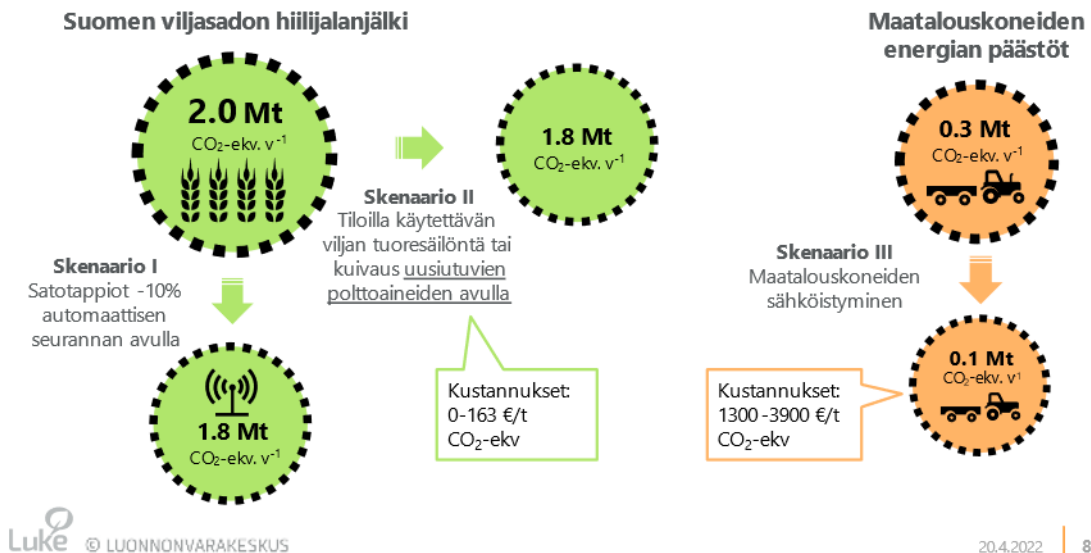 Suomen viljasadon hiilijalanjälki
Maatalouskoneiden
energian päästöt
2.0 Mt
CO₂-ekv. v⁻¹
1.8 Mt
CO₂-ekv. v⁻¹
0.3 Mt
CO₂-ekv. v⁻¹
Skenaario II
Tiloilla käytettävän
viljan tuoresäilöntä tai
kuivaus uusiutuvien
polttoaineiden avulla
Skenaario I
Satotappiot -10%
automaattisen
seurannan avulla
Skenaario III
Maatalouskoneiden
sähköistyminen
1.8 Mt
CO₂-ekv. v⁻¹
Kustannukset:
0-163 €/t
CO₂-ekv
Kustannukset:
1300-3900 €/t
CO₂-ekv
0.1 Mt
CO₂-ekv. v¹
Luke © LUONNONVARAKESKUS
20.4.2022
8